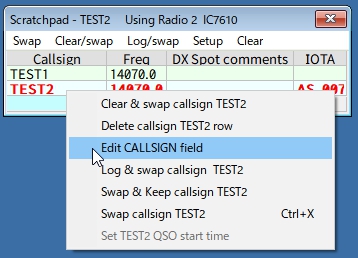 Scratchpad - TEST2 Using Radio 2 IC7610
Swap Clear/swap Log/swap Setup Clear
Callsign Freq DX Spot comments IOTA
TEST1 14070.0
TEST2 14070.0 AS-007
Clear & swap callsign TEST2
Delete callsign TEST2 row
Edit CALLSIGN field
Log & swap callsign TEST2
Swap & Keep callsign TEST2
Swap callsign TEST2 Ctrl+X
Set TEST2 QSO start time